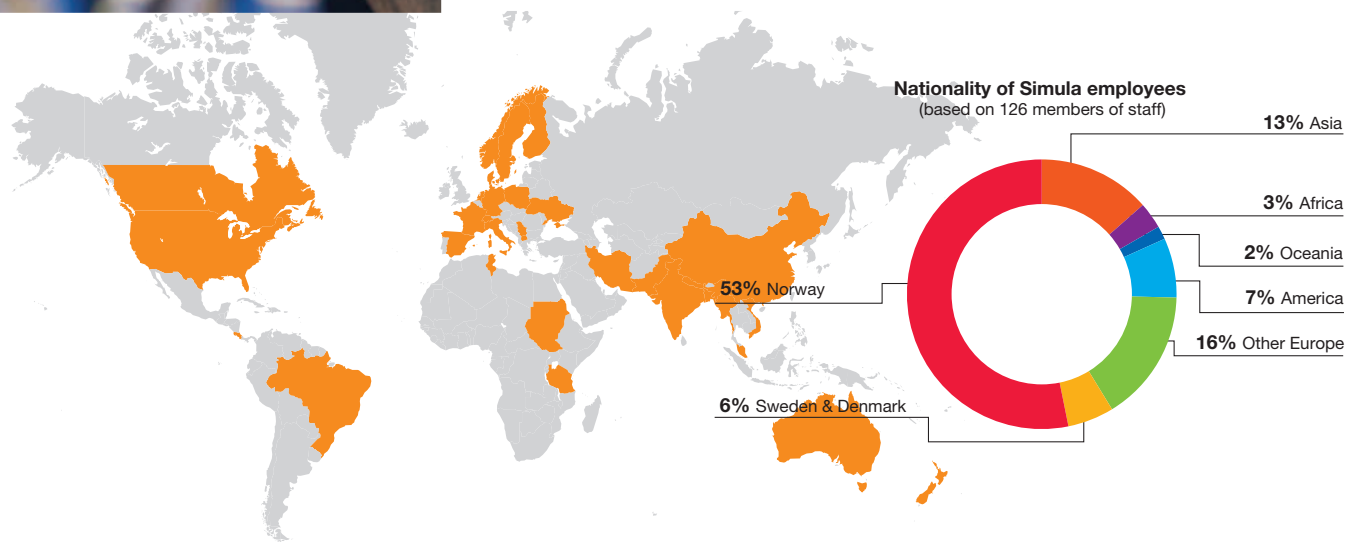 Nationality of Simula employees
(based on 126 members of staff)
13% Asia
3% Africa
2% Oceania
53% Norway
7% America
16% Other Europe
6% Sweden & Denmark